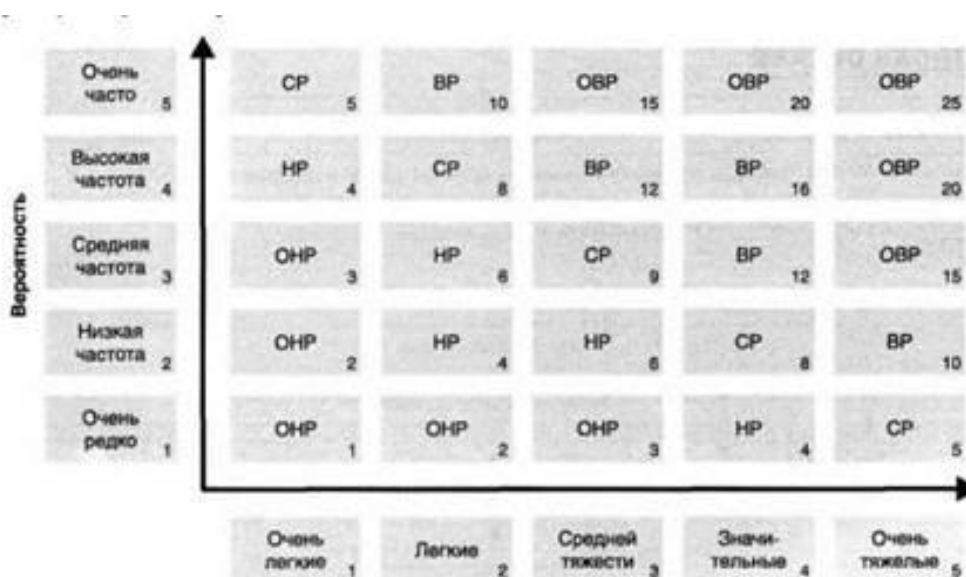 Очень
часто 5
СР 5
ВР 10
ОВР 15
ОВР 20
ОВР 25
Высокая
частота 4
НР 4
СР 8
ВР 12
ВР 16
ОВР 20
Вероятность
Средняя
частота 3
ОНР 3
НР 6
СР 9
ВР 12
ОВР 15
Низкая
частота 2
ОНР 2
НР 4
НР 6
СР 8
ВР 10
Очень
редко 1
ОНР 1
ОНР 2
ОНР 3
НР 4
СР 5
Очень
легкие 1
Легкие 2
Средней
тяжести 3
Значи-
тельные 4
Очень
тяжелые 5